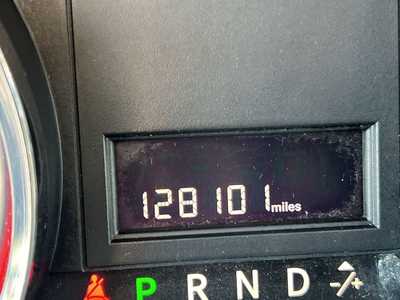 128101 miles
P R N D -/+